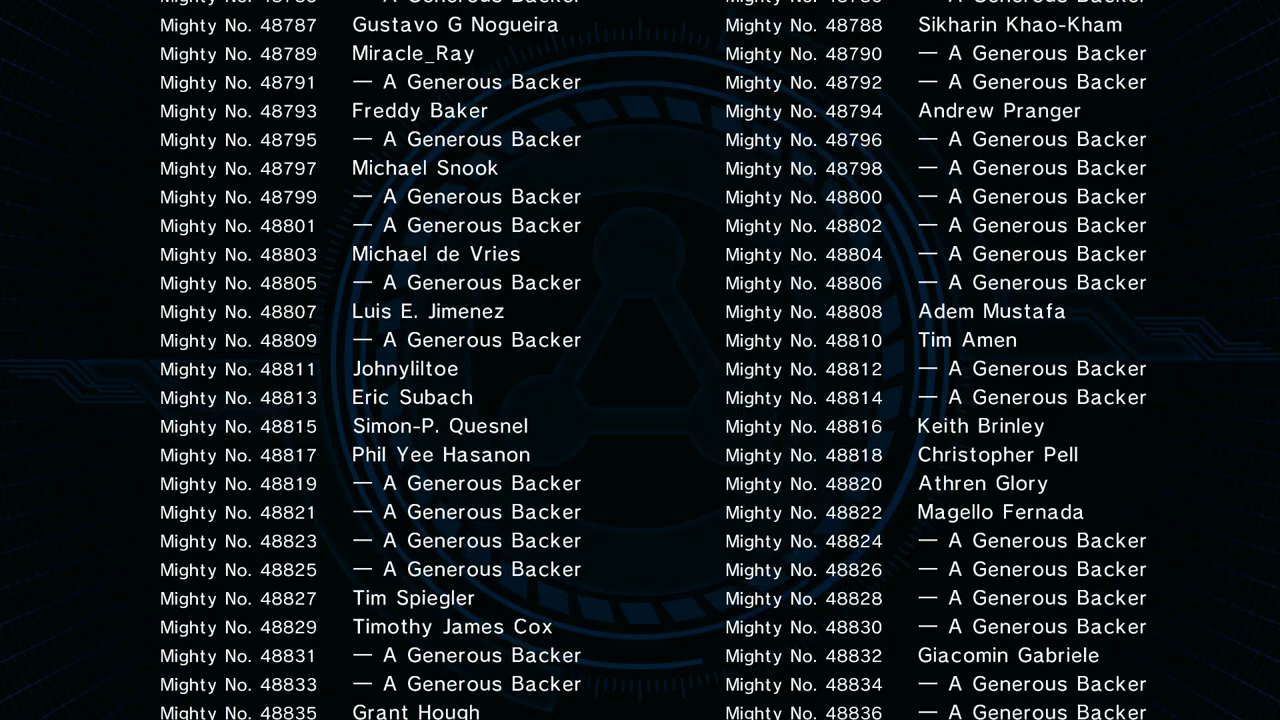 Mighty No. 48785 — A Generous Backer Mighty No. 48786 — A Generous Backer
Mighty No. 48787 Gustavo G Nogueira Mighty No. 48788 Sikharin Khao-Kham
Mighty No. 48789 Miracle_Ray Mighty No. 48790 — A Generous Backer
Mighty No. 48791 — A Generous Backer Mighty No. 48792 — A Generous Backer
Mighty No. 48793 Freddy Baker Mighty No. 48794 Andrew Pranger
Mighty No. 48795 — A Generous Backer Mighty No. 48796 — A Generous Backer
Mighty No. 48797 Michael Snook Mighty No. 48798 — A Generous Backer
Mighty No. 48799 — A Generous Backer Mighty No. 48800 — A Generous Backer
Mighty No. 48801 — A Generous Backer Mighty No. 48802 — A Generous Backer
Mighty No. 48803 Michael de Vries Mighty No. 48804 — A Generous Backer
Mighty No. 48805 — A Generous Backer Mighty No. 48806 — A Generous Backer
Mighty No. 48807 Luis E. Jimenez Mighty No. 48808 Adem Mustafa
Mighty No. 48809 — A Generous Backer Mighty No. 48810 Tim Amen
Mighty No. 48811 Johnyliltoe Mighty No. 48812 — A Generous Backer
Mighty No. 48813 Eric Subach Mighty No. 48814 — A Generous Backer
Mighty No. 48815 Simon-P. Quesnel Mighty No. 48816 Keith Brinley
Mighty No. 48817 Phil Yee Hasanon Mighty No. 48818 Christopher Pell
Mighty No. 48819 — A Generous Backer Mighty No. 48820 Athren Glory
Mighty No. 48821 — A Generous Backer Mighty No. 48822 Magello Fernada
Mighty No. 48823 — A Generous Backer Mighty No. 48824 — A Generous Backer
Mighty No. 48825 — A Generous Backer Mighty No. 48826 — A Generous Backer
Mighty No. 48827 Tim Spiegler Mighty No. 48828 — A Generous Backer
Mighty No. 48829 Timothy James Cox Mighty No. 48830 — A Generous Backer
Mighty No. 48831 — A Generous Backer Mighty No. 48832 Giacomin Gabriele
Mighty No. 48833 — A Generous Backer Mighty No. 48834 — A Generous Backer
Mighty No. 48835 Grant Hough Mighty No. 48836 — A Generous Backer